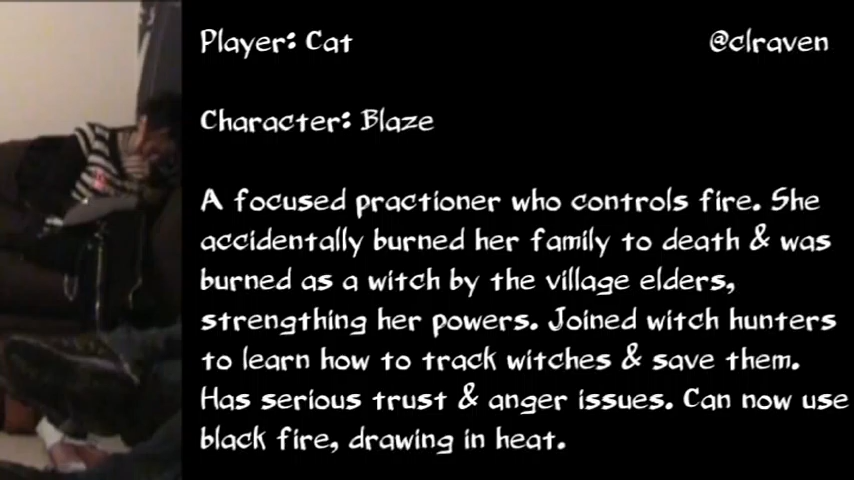 Player: Cat @clraven
Character: Blaze
A focused practioner who controls fire. She
accidentally burned her family to death & was
burned as a witch by the village elders,
strengthing her powers. Joined witch hunters
to learn how to track witches & save them.
Has serious trust & anger issues. Can now use
black fire, drawing in heat.